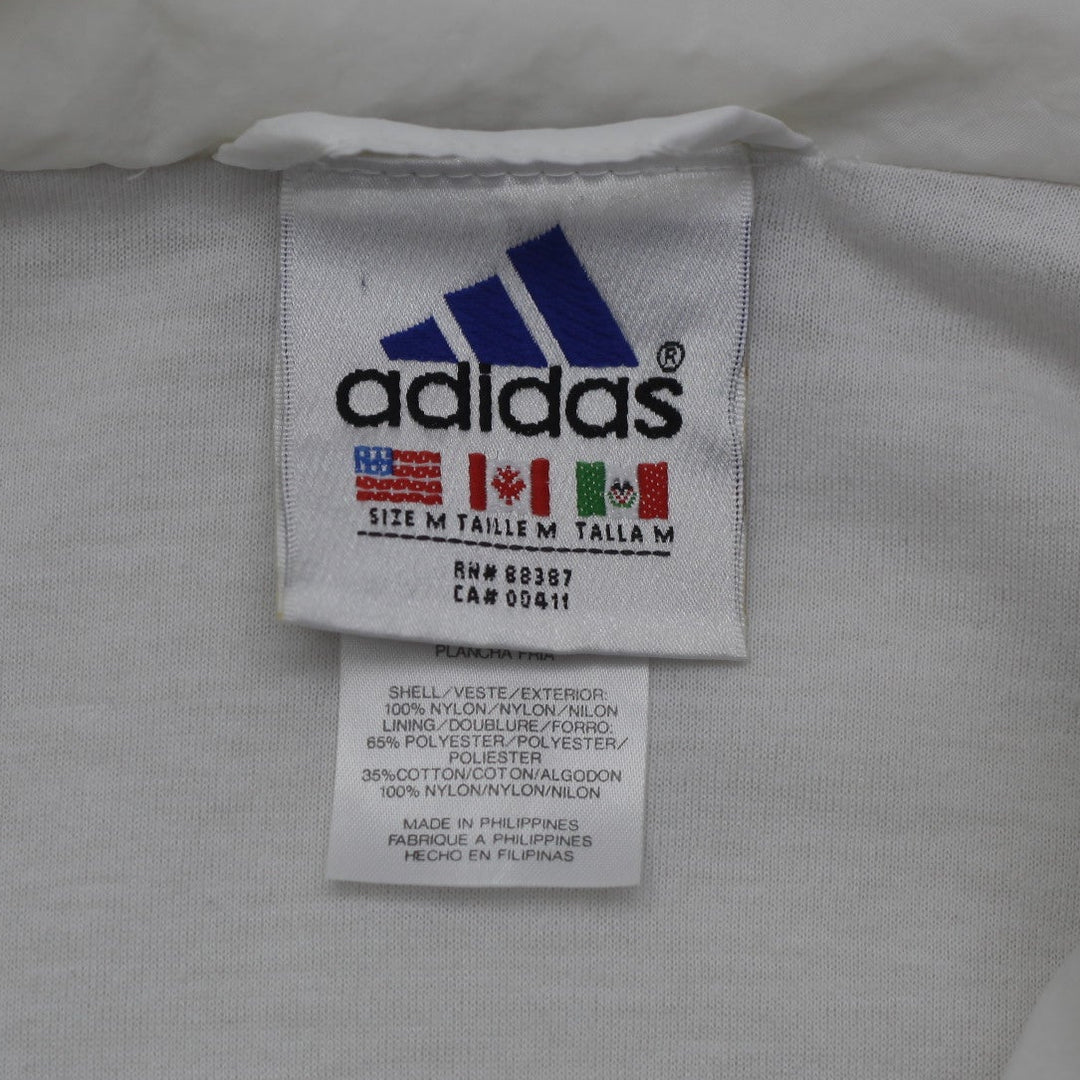 adidas®
SIZE M TAILLE M TALLA M
RN# 88387
CA# 00411
PLANCHA FRIA
SHELL/VESTE/EXTERIOR:
100% NYLON/NYLON/NILON
LINING/DOUBLURE/FORRO:
65% POLYESTER/POLYESTER/
POLIESTER
35%COTTON/COTON/ALGODON
100% NYLON/NYLON/NILON
MADE IN PHILIPPINES
FABRIQUE A PHILIPPINES
HECHO EN FILIPINAS